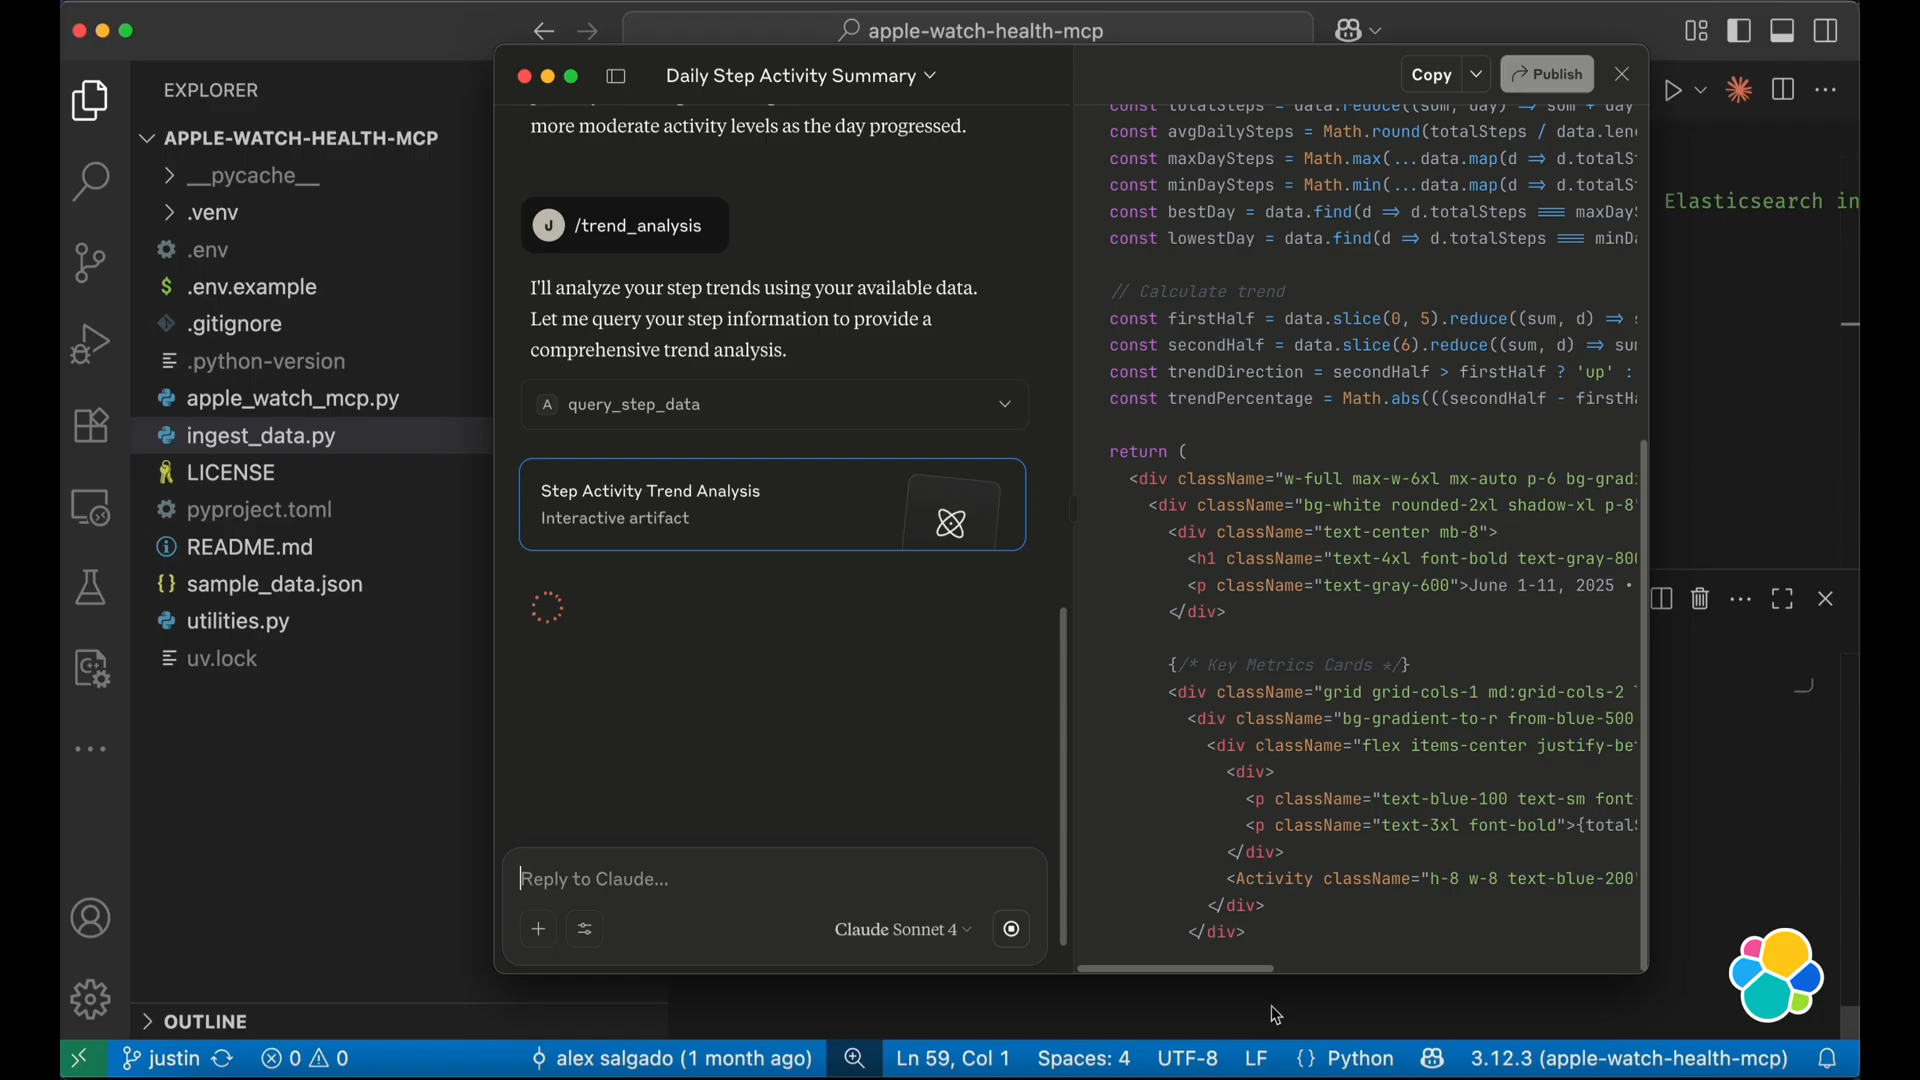 apple-watch-health-mcp
EXPLORER
APPLE-WATCH-HEALTH-MCP
__pycache__
.venv
.env
$ .env.example
.gitignore
.python-version
apple_watch_mcp.py
ingest_data.py
LICENSE
pyproject.toml
README.md
{} sample_data.json
utilities.py
uv.lock
OUTLINE
Daily Step Activity Summary
more moderate activity levels as the day progressed.
J /trend_analysis
I'll analyze your step trends using your available data.
Let me query your step information to provide a
comprehensive trend analysis.
A query_step_data
Step Activity Trend Analysis
Interactive artifact
Reply to Claude...
Claude Sonnet 4
Copy
Publish
const totalSteps = data.reduce((sum, day) => sum + day
const avgDailySteps = Math.round(totalSteps / data.len
const maxDaySteps = Math.max(...data.map(d => d.totalS
const minDaySteps = Math.min(...data.map(d => d.totalS
const bestDay = data.find(d => d.totalSteps === maxDay
const lowestDay = data.find(d => d.totalSteps === minD
// Calculate trend
const firstHalf = data.slice(0, 5).reduce((sum, d) =>
const secondHalf = data.slice(6).reduce((sum, d) => su
const trendDirection = secondHalf > firstHalf ? 'up' :
const trendPercentage = Math.abs(((secondHalf - firstH
return (
<div className="w-full max-w-6xl mx-auto p-6 bg-grad
<div className="bg-white rounded-2xl shadow-xl p-8
<div className="text-center mb-8">
<h1 className="text-4xl font-bold text-gray-80
<p className="text-gray-600">June 1-11, 2025 •
</div>
{/* Key Metrics Cards */}
<div className="grid grid-cols-1 md:grid-cols-2
<div className="bg-gradient-to-r from-blue-500
<div className="flex items-center justify-be
<div>
<p className="text-blue-100 text-sm font-
<p className="text-3xl font-bold">{total
</div>
<Activity className="h-8 w-8 text-blue-200
</div>
</div>
Elasticsearch in
justin
0
0
alex salgado (1 month ago)
Ln 59, Col 1
Spaces: 4
UTF-8
LF
{} Python
3.12.3 (apple-watch-health-mcp)